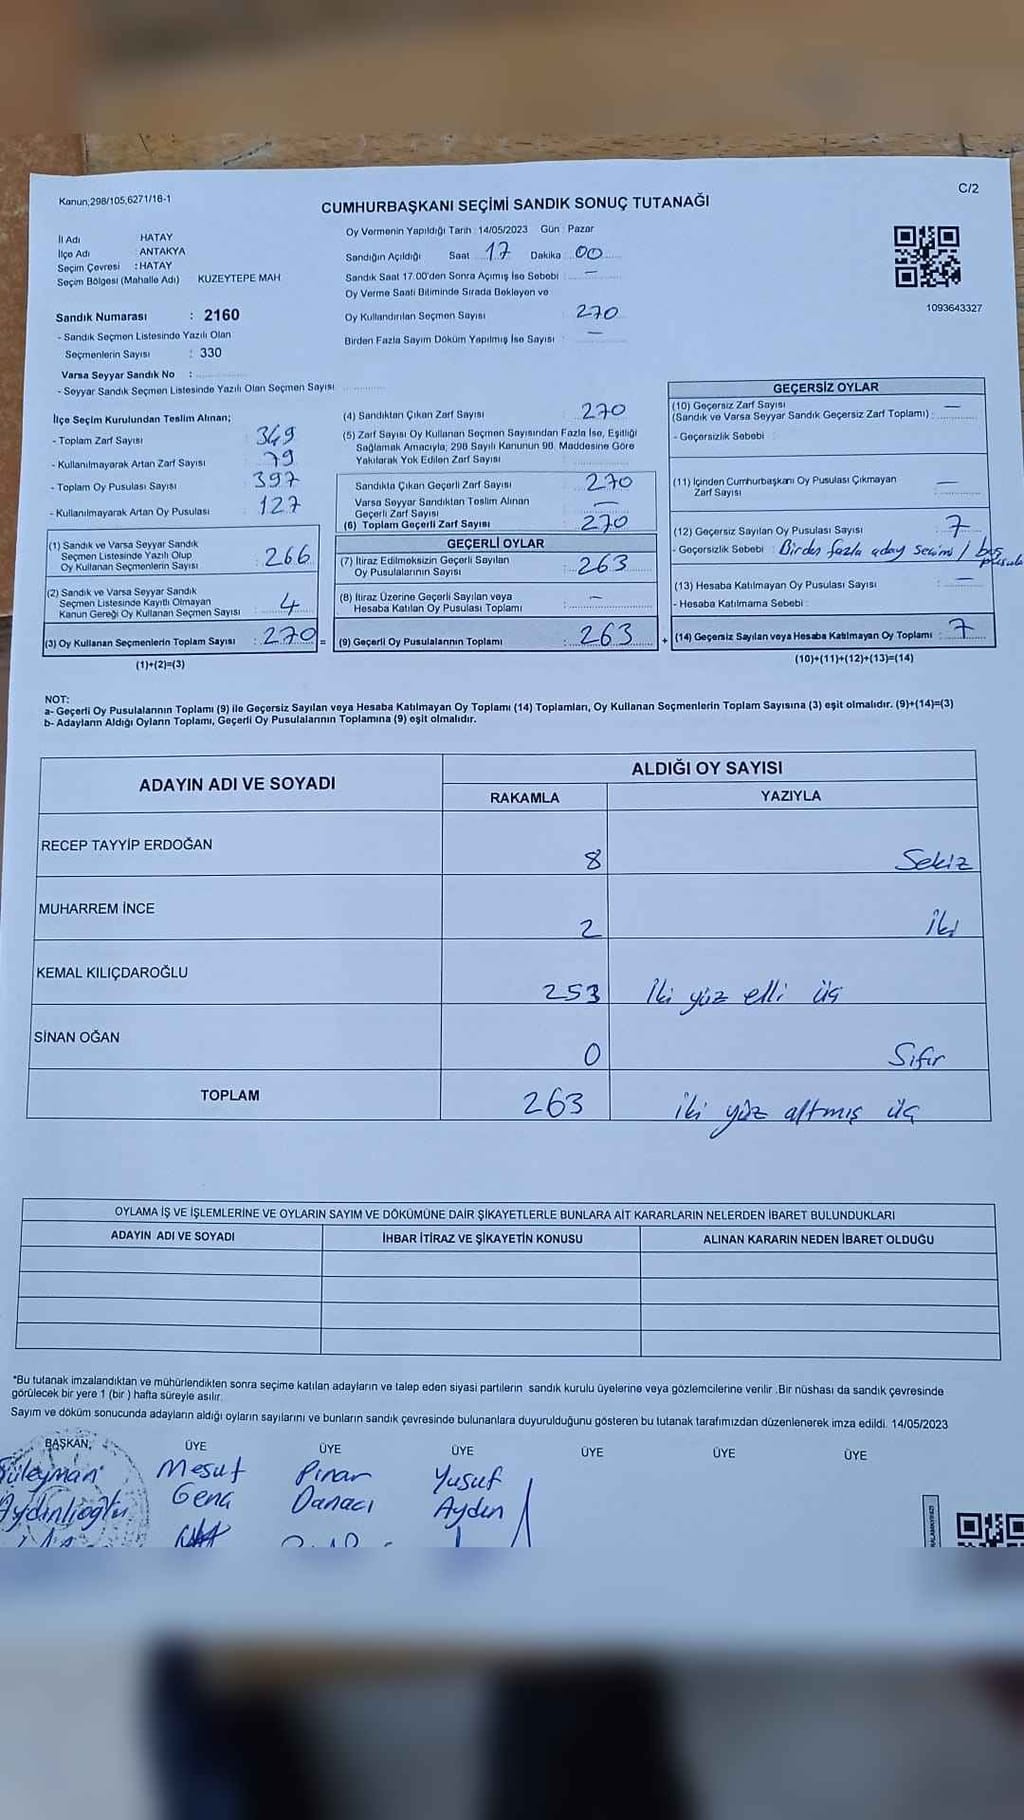 Kanun;298/105,6271/16-1
C/2
CUMHURBAŞKANI SEÇİMİ SANDIK SONUÇ TUTANAĞI
İl Adı HATAY
İlçe Adı : ANTAKYA
Seçim Çevresi : HATAY
Seçim Bölgesi (Mahalle Adı) KUZEYTEPE MAH
Sandık Numarası : 2160
- Sandık Seçmen Listesinde Yazılı Olan
Seçmenlerin Sayısı : 330
Varsa Seyyar Sandık No :
- Seyyar Sandık Seçmen Listesinde Yazılı Olan Seçmen Sayısı
Oy Vermenin Yapıldığı Tarih : 14/05/2023 Gün : Pazar
Sandığın Açıldığı Saat 17 Dakika 00
Sandık Saat 17.00'den Sonra Açımış İse Sebebi : —
Oy Verme Saati Bitiminde Sırada Bekleyen ve
Oy Kullandırılan Seçmen Sayısı : 270
Birden Fazla Sayım Döküm Yapılmış İse Sayısı : —
1093643327
İlçe Seçim Kurulundan Teslim Alınan;
- Toplam Zarf Sayısı : 349
- Kullanılmayarak Artan Zarf Sayısı : 79
- Toplam Oy Pusulası Sayısı : 397
- Kullanılmayarak Artan Oy Pusulası : 127
(1) Sandık ve Varsa Seyyar Sandık
Seçmen Listesinde Yazılı Olup
Oy Kullanan Seçmenlerin Sayısı : 266
(2) Sandık ve Varsa Seyyar Sandık
Seçmen Listesinde Kayıtlı Olmayan
Kanun Gereği Oy Kullanan Seçmen Sayısı : 4
(3) Oy Kullanan Seçmenlerin Toplam Sayısı : 270 =
(1)+(2)=(3)
(4) Sandıktan Çıkan Zarf Sayısı : 270
(5) Zarf Sayısı Oy Kullanan Seçmen Sayısından Fazla İse, Eşitliği
Sağlamak Amacıyla; 298 Sayılı Kanunun 98. Maddesine Göre
Yakılarak Yok Edilen Zarf Sayısı
Sandıkta Çıkan Geçerli Zarf Sayısı : 270
Varsa Seyyar Sandıktan Teslim Alınan
Geçerli Zarf Sayısı : —
(6) Toplam Geçerli Zarf Sayısı : 270
GEÇERLİ OYLAR
(7) İtiraz Edilmeksizin Geçerli Sayılan
Oy Pusulalarının Sayısı : 263
(8) İtiraz Üzerine Geçerli Sayılan veya
Hesaba Katılan Oy Pusulası Toplamı : —
(9) Geçerli Oy Pusulalarının Toplamı : 263 +
GEÇERSİZ OYLAR
(10) Geçersiz Zarf Sayısı
(Sandık ve Varsa Seyyar Sandık Geçersiz Zarf Toplamı) : —
- Geçersizlik Sebebi :
(11) İçinden Cumhurbaşkanı Oy Pusulası Çıkmayan
Zarf Sayısı : —
(12) Geçersiz Sayılan Oy Pusulası Sayısı : 7
- Geçersizlik Sebebi : Birden fazla aday seçimi / boş pusula
(13) Hesaba Katılmayan Oy Pusulası Sayısı : —
- Hesaba Katılmama Sebebi :
(14) Geçersiz Sayılan veya Hesaba Katılmayan Oy Toplamı : 7
(10)+(11)+(12)+(13)=(14)
NOT:
a- Geçerli Oy Pusulalarının Toplamı (9) ile Geçersiz Sayılan veya Hesaba Katılmayan Oy Toplamı (14) Toplamları, Oy Kullanan Seçmenlerin Toplam Sayısına (3) eşit olmalıdır. (9)+(14)=(3)
b- Adayların Aldığı Oyların Toplamı, Geçerli Oy Pusulalarının Toplamına (9) eşit olmalıdır.
ADAYIN ADI VE SOYADI
ALDIĞI OY SAYISI
RAKAMLA YAZIYLA
RECEP TAYYİP ERDOĞAN 8 Sekiz
MUHARREM İNCE 2 İki
KEMAL KILIÇDAROĞLU 253 İki yüz elli üç
SİNAN OĞAN 0 Sıfır
TOPLAM 263 iki yüz altmış üç
OYLAMA İŞ VE İŞLEMLERİNE VE OYLARIN SAYIM VE DÖKÜMÜNE DAİR ŞİKAYETLERLE BUNLARA AİT KARARLARIN NELERDEN İBARET BULUNDUKLARI
ADAYIN ADI VE SOYADI İHBAR İTİRAZ VE ŞİKAYETİN KONUSU ALINAN KARARIN NEDEN İBARET OLDUĞU
*Bu tutanak imzalandıktan ve mühürlendikten sonra seçime katılan adayların ve talep eden siyasi partilerin sandık kurulu üyelerine veya gözlemcilerine verilir .Bir nüshası da sandık çevresinde
görülecek bir yere 1 (bir ) hafta süreyle asılır.
Sayım ve döküm sonucunda adayların aldığı oyların sayılarını ve bunların sandık çevresinde bulunanlara duyurulduğunu gösteren bu tutanak tarafımızdan düzenlenerek imza edildi. 14/05/2023
BAŞKAN, ÜYE ÜYE ÜYE ÜYE ÜYE ÜYE
Süleyman Mesut Pınar Yusuf
Aydınlıoğlu Genç Danacı Aydın